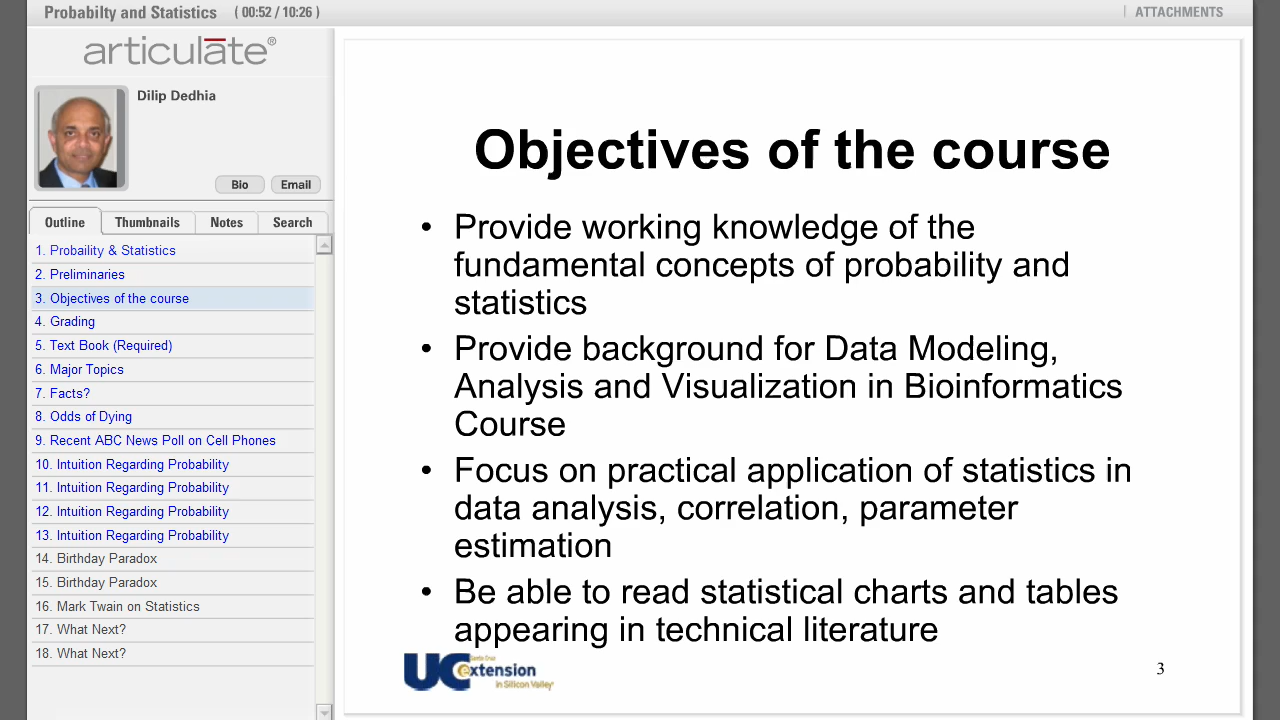 Probabilty and Statistics ( 00:52 / 10:26 )
ATTACHMENTS
articulate®
Dilip Dedhia
Bio Email
Outline Thumbnails Notes Search
1. Probaility & Statistics
2. Preliminaries
3. Objectives of the course
4. Grading
5. Text Book (Required)
6. Major Topics
7. Facts?
8. Odds of Dying
9. Recent ABC News Poll on Cell Phones
10. Intuition Regarding Probability
11. Intuition Regarding Probability
12. Intuition Regarding Probability
13. Intuition Regarding Probability
14. Birthday Paradox
15. Birthday Paradox
16. Mark Twain on Statistics
17. What Next?
18. What Next?
Objectives of the course
• Provide working knowledge of the
fundamental concepts of probability and
statistics
• Provide background for Data Modeling,
Analysis and Visualization in Bioinformatics
Course
• Focus on practical application of statistics in
data analysis, correlation, parameter
estimation
• Be able to read statistical charts and tables
appearing in technical literature
Santa Cruz
UC extension
in Silicon Valley
3